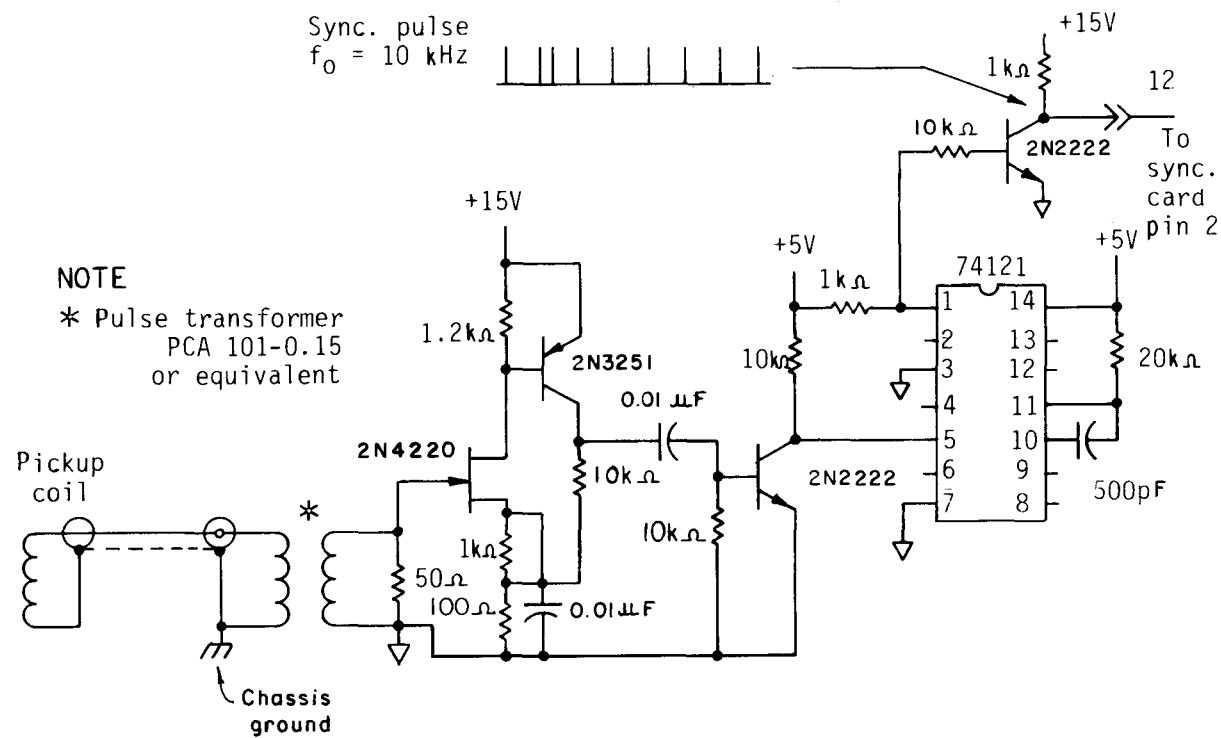 Sync. pulse
f₀ = 10 kHz
+15V
1kΩ
12
10kΩ
2N2222
To
sync.
card
pin 2
+15V
+5V
+5V
NOTE
* Pulse transformer
PCA 101-0.15
or equivalent
1.2kΩ
2N3251
1kΩ
74121
1
2
3
4
5
6
7
14
13
12
11
10
9
8
10kΩ
20kΩ
0.01 µF
2N4220
10kΩ
2N2222
500pF
Pickup
coil
*
1kΩ
10kΩ
50Ω
100Ω
0.01µF
Chassis
ground